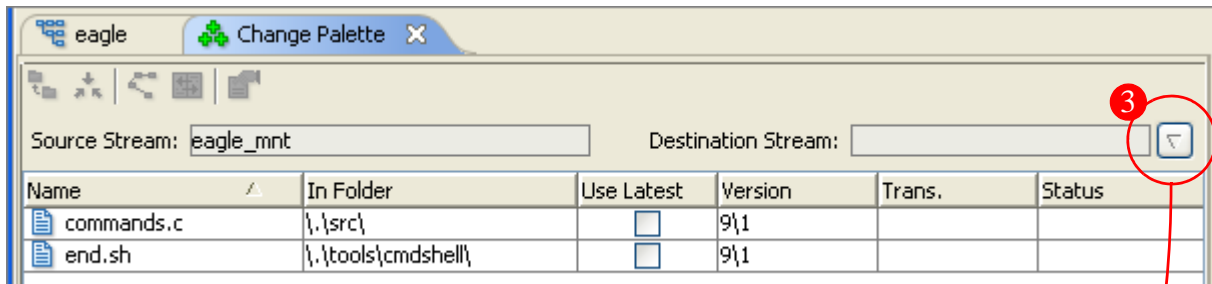 eagle Change Palette
3
Source Stream: eagle_mnt Destination Stream:
Name In Folder Use Latest Version Trans. Status
commands.c \.\src\ 9\1
end.sh \.\tools\cmdshell\ 9\1